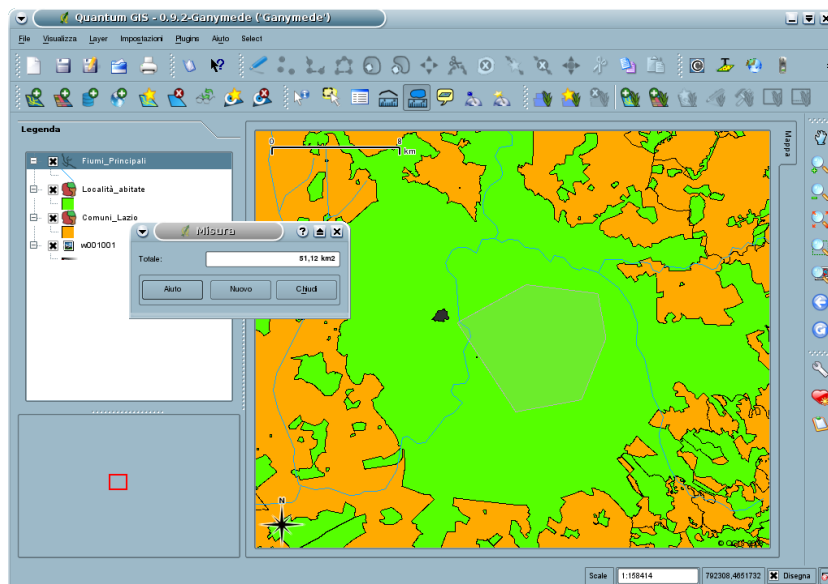 Quantum GIS - 0.9.2-Ganymede ('Ganymede')
File Visualizza Layer Impostazioni Plugins Aiuto Select
Legenda
Fiumi_Principali
Località_abitate
Comuni_Lazio
w001001
Misura
Totale: 51,12 km2
Aiuto Nuovo Chiudi
0 8
km
Mappa
N
Scale 1:158414 792308,4651732 Disegna